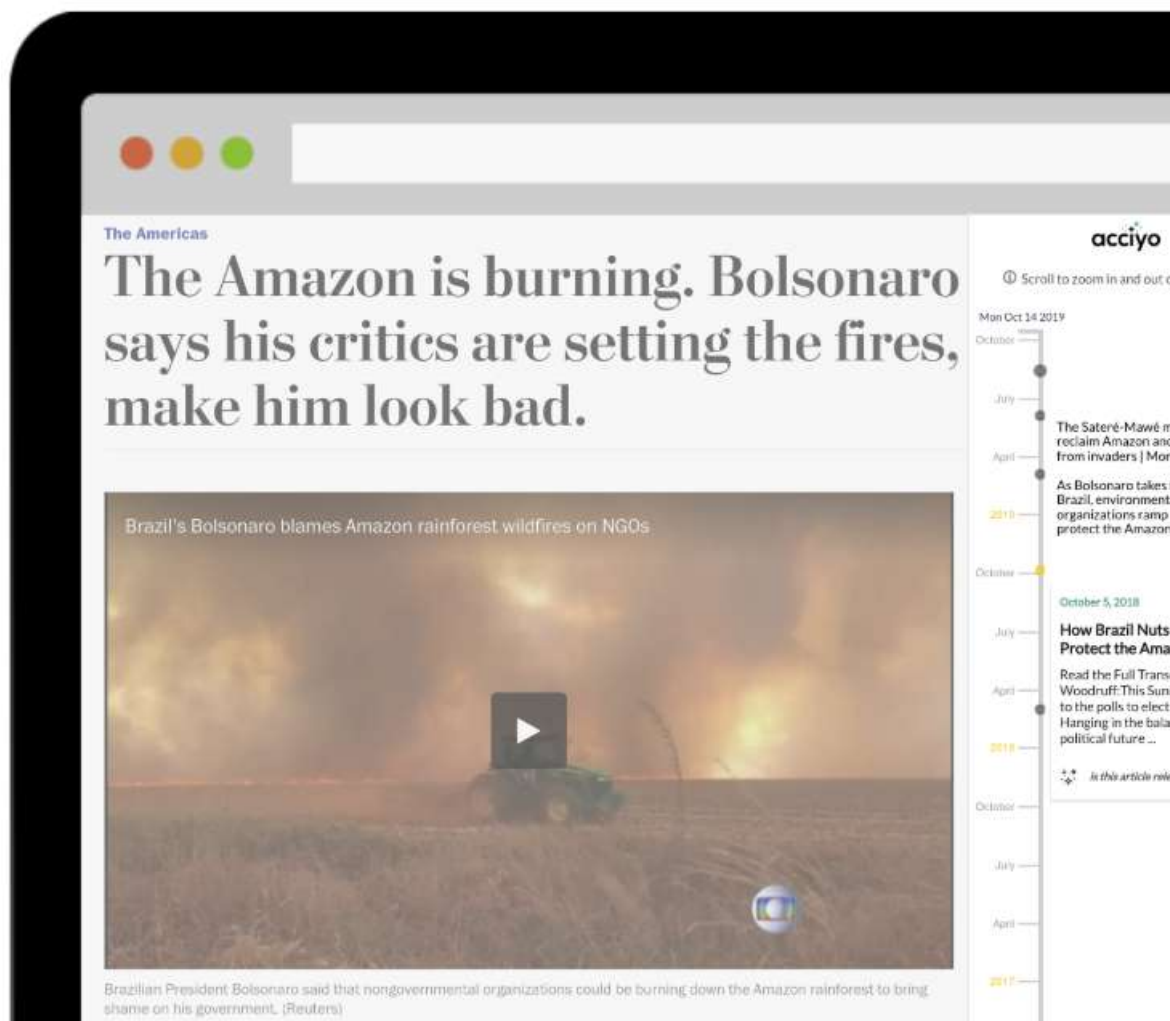 The Americas
The Amazon is burning. Bolsonaro
says his critics are setting the fires,
make him look bad.
Brazil's Bolsonaro blames Amazon rainforest wildfires on NGOs
Brazilian President Bolsonaro said that nongovernmental organizations could be burning down the Amazon rainforest to bring
shame on his government. (Reuters)
acciyo
Scroll to zoom in and out
Mon Oct 14 2019
October
July
The Sateré-Mawé
reclaim Amazon
April
from invaders |
As Bolsonaro takes
Brazil,
2019
organizations ramp
protect the Amazon
October
October 5, 2018
July
How Brazil Nuts
Protect the
Read the Full
April
Woodruff:This
to the polls to elect
Hanging in the
2018
political future ...
Is this article
October
July
April
2017